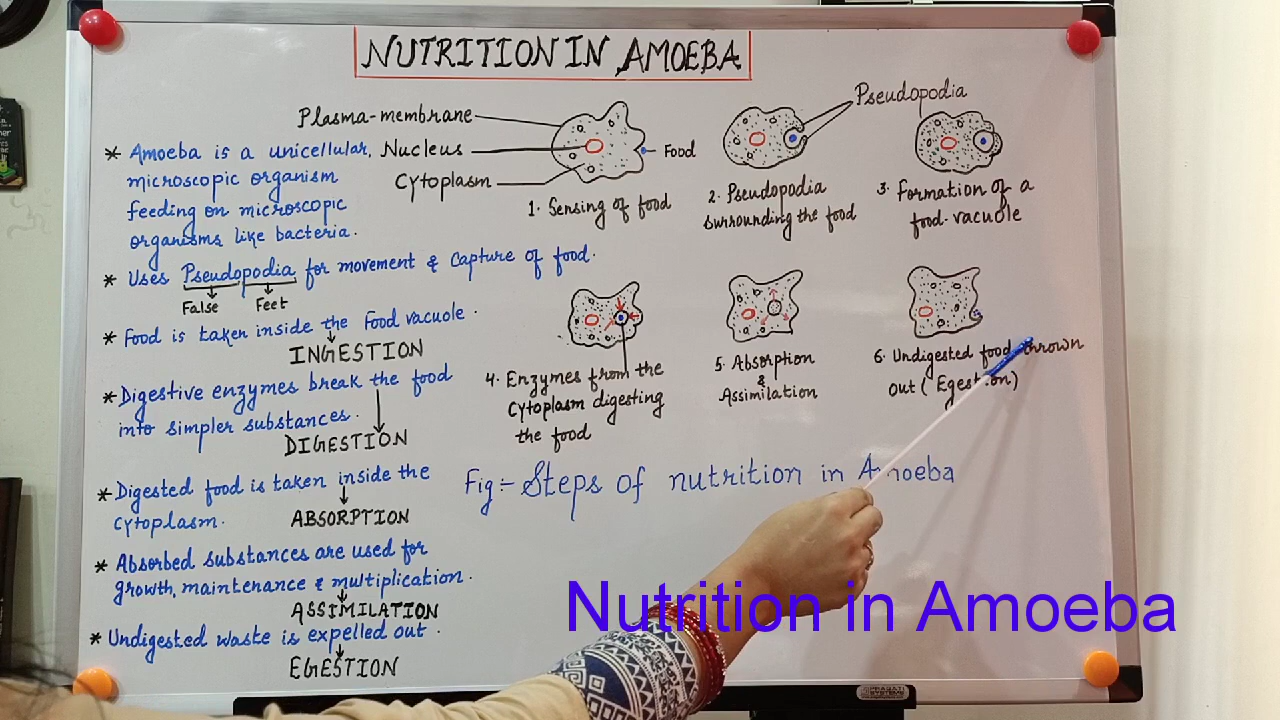 NUTRITION IN AMOEBA
* Amoeba is a unicellular,
microscopic organism
feeding on microscopic
organisms like bacteria.
* Uses Pseudopodia for movement & capture of food.
False Feet
* Food is taken inside the Food vacuole.
INGESTION
* Digestive enzymes break the food
into simpler substances.
DIGESTION
* Digested food is taken inside the
cytoplasm.
ABSORPTION
* Absorbed substances are used for
growth, maintenance & multiplication.
ASSIMILATION
* Undigested waste is expelled out.
EGESTION
Plasma-membrane
Nucleus
Cytoplasm
Food
1. Sensing of food
Pseudopodia
2. Pseudopodia
surrounding the food
3. Formation of a
food-vacuole
4. Enzymes from the
cytoplasm digesting
the food
5. Absorption
&
Assimilation
6. Undigested food thrown
out (Egestion)
Fig:- Steps of nutrition in Amoeba
Nutrition in Amoeba
PRAGATI
SYSTEMS